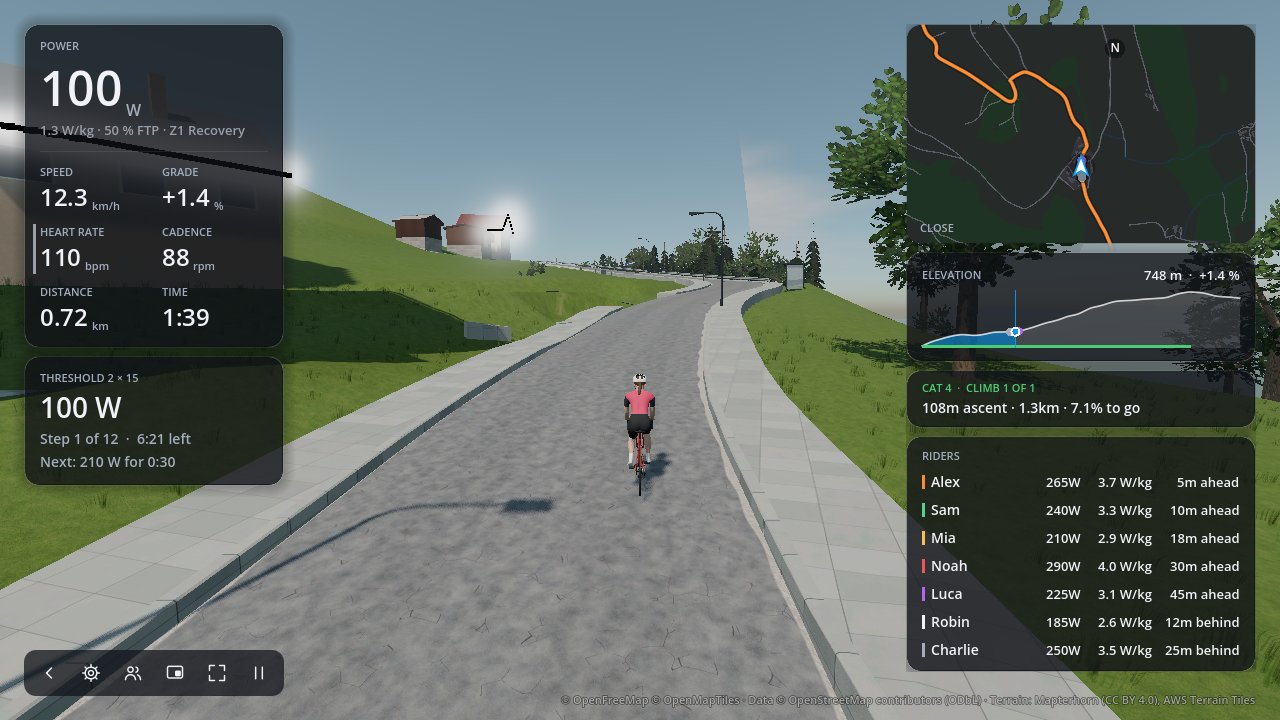 POWER
100 W
1.3 W/kg · 50 % FTP · Z1 Recovery
SPEED GRADE
12.3 km/h +1.4 %
HEART RATE CADENCE
110 bpm 88 rpm
DISTANCE TIME
0.72 km 1:39
THRESHOLD 2 × 15
100 W
Step 1 of 12 · 6:21 left
Next: 210 W for 0:30
N
CLOSE
ELEVATION 748 m · +1.4 %
CAT 4 · CLIMB 1 OF 1
108m ascent · 1.3km · 7.1% to go
RIDERS
Alex 265W 3.7 W/kg 5m ahead
Sam 240W 3.3 W/kg 10m ahead
Mia 210W 2.9 W/kg 18m ahead
Noah 290W 4.0 W/kg 30m ahead
Luca 225W 3.1 W/kg 45m ahead
Robin 185W 2.6 W/kg 12m behind
Charlie 250W 3.5 W/kg 25m behind
© OpenFreeMap © OpenMapTiles · Data © OpenStreetMap contributors (ODbL) · Terrain: Mapterhorn (CC BY 4.0), AWS Terrain Tiles